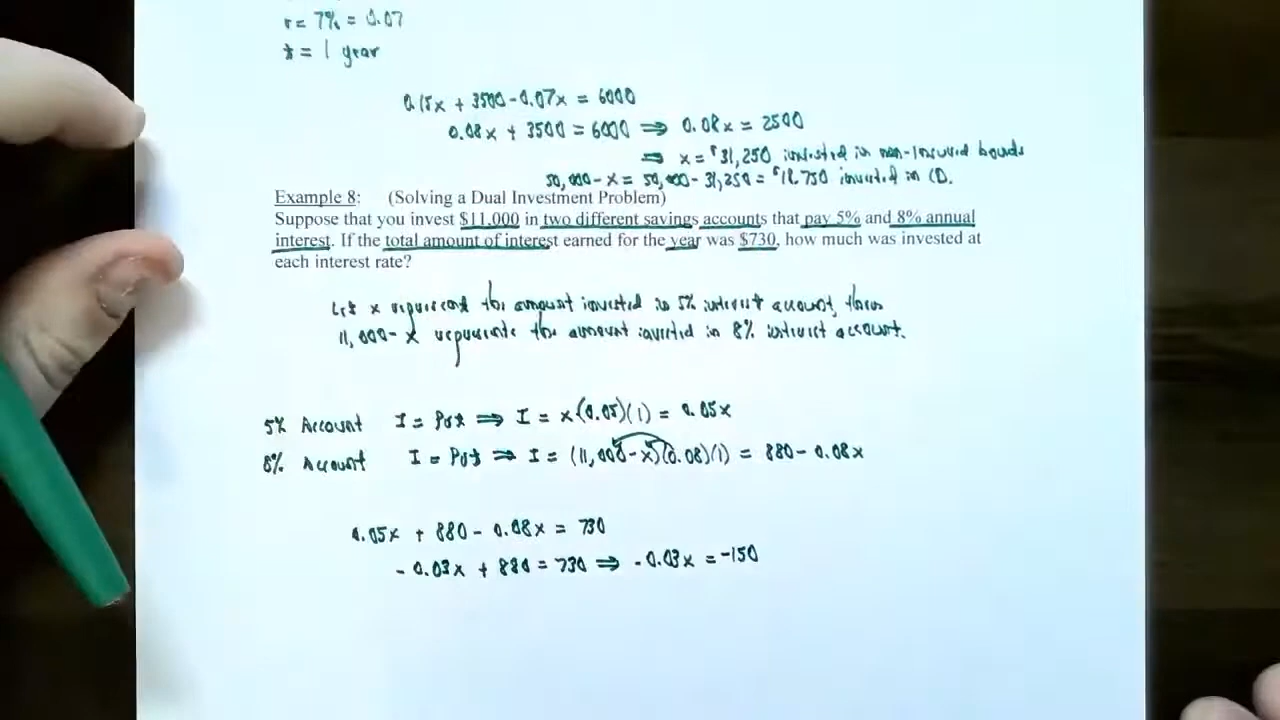 r = 7% = 0.07
t = 1 year
0.15x + 3500 - 0.07x = 6000
0.08x + 3500 = 6000 ⇒ 0.08x = 2500
⇒ x = $31,250 invested in non-insured bonds
50,000 - x = 50,000 - 31,250 = $18,750 invested in CD.
Example 8: (Solving a Dual Investment Problem)
Suppose that you invest $11,000 in two different savings accounts that pay 5% and 8% annual
interest. If the total amount of interest earned for the year was $730, how much was invested at
each interest rate?
Let x represent the amount invested in 5% interest account, then
11,000 - x represents the amount invested in 8% interest account.
5% Account I = Prt ⇒ I = x(0.05)(1) = 0.05x
8% Account I = Prt ⇒ I = (11,000 - x)(0.08)(1) = 880 - 0.08x
0.05x + 880 - 0.08x = 730
- 0.03x + 880 = 730 ⇒ -0.03x = -150